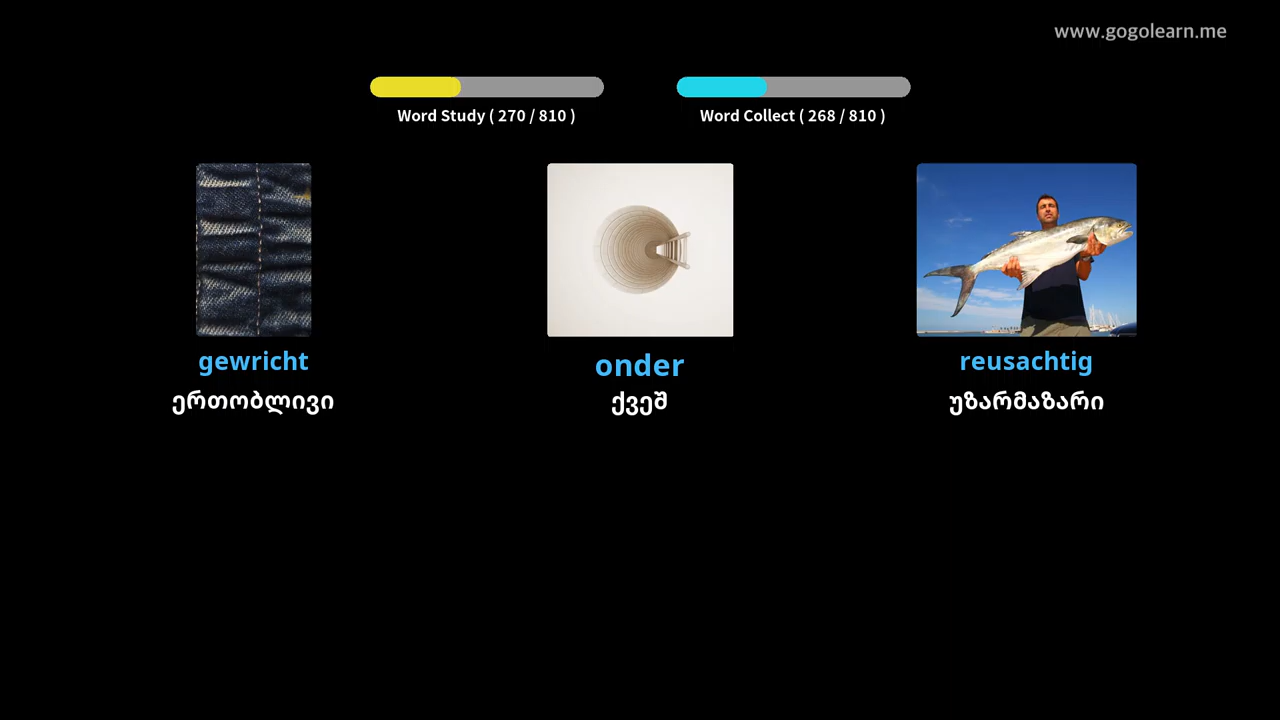 www.gogolearn.me
Word Study ( 270 / 810 )
Word Collect ( 268 / 810 )
gewricht
ერთობლივი
onder
ქვეშ
reusachtig
უზარმაზარი